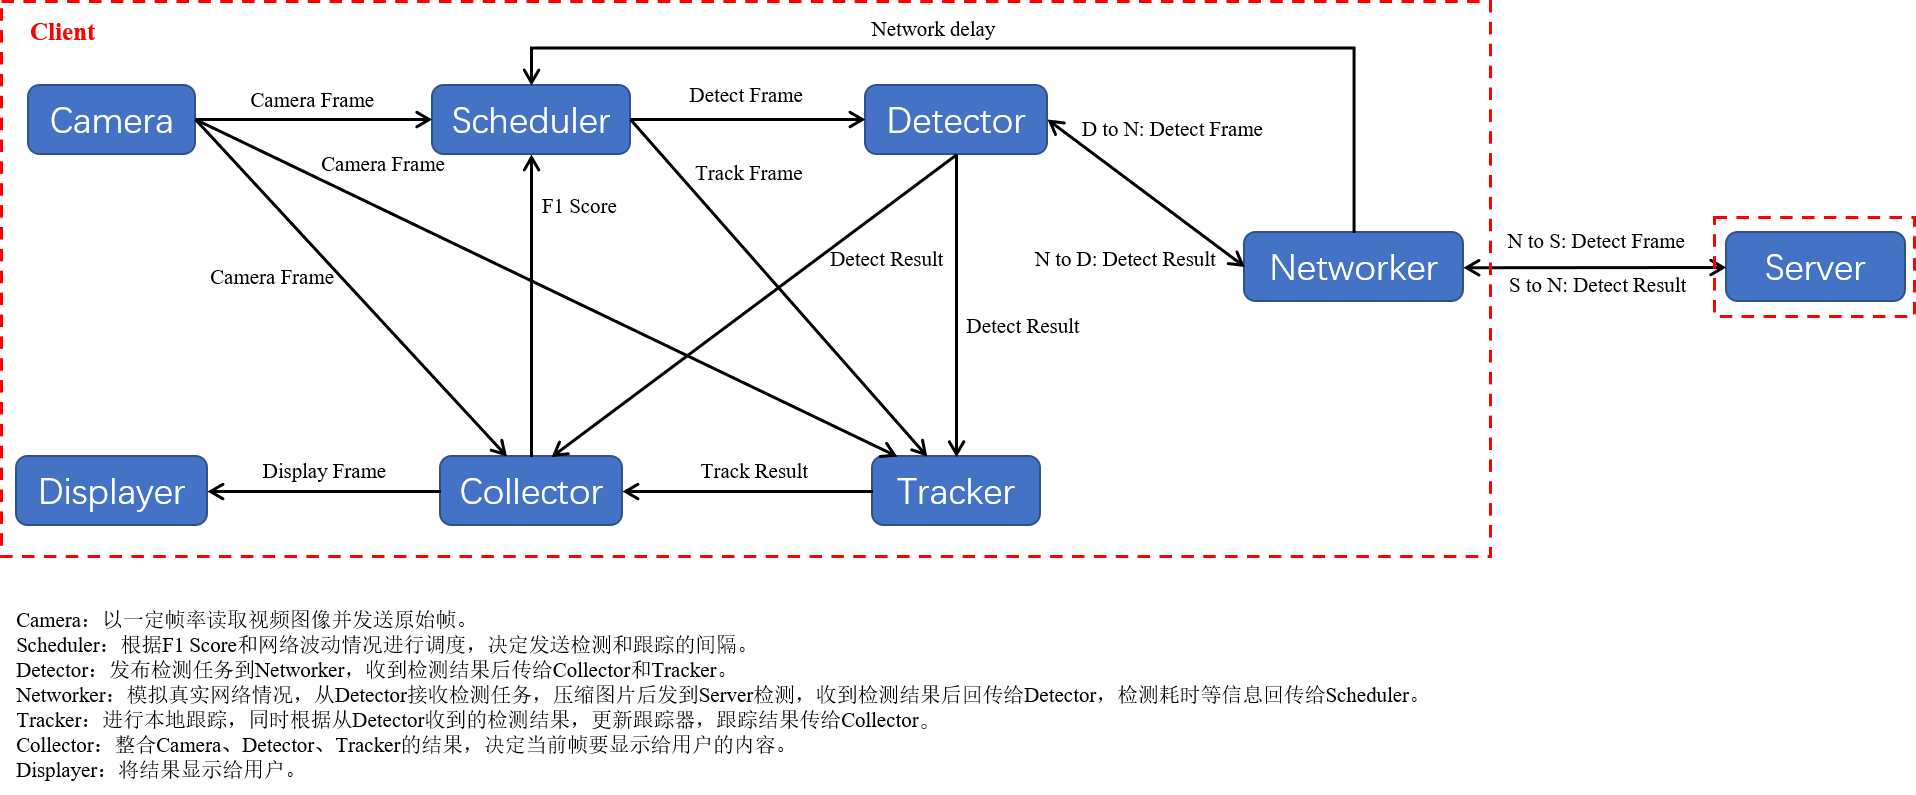 Client
Network delay
Camera
Camera Frame
Scheduler
Detect Frame
Detector
D to N: Detect Frame
Camera Frame
Track Frame
F1 Score
Camera Frame
Detect Result
N to D: Detect Result
Networker
N to S: Detect Frame
S to N: Detect Result
Server
Detect Result
Displayer
Display Frame
Collector
Track Result
Tracker
Camera：以一定帧率读取视频图像并发送原始帧。
Scheduler：根据F1 Score和网络波动情况进行调度，决定发送检测和跟踪的间隔。
Detector：发布检测任务到Networker，收到检测结果后传给Collector和Tracker。
Networker：模拟真实网络情况，从Detector接收检测任务，压缩图片后发到Server检测，收到检测结果后回传给Detector，检测耗时等信息回传给Scheduler。
Tracker：进行本地跟踪，同时根据从Detector收到的检测结果，更新跟踪器，跟踪结果传给Collector。
Collector：整合Camera、Detector、Tracker的结果，决定当前帧要显示给用户的内容。
Displayer：将结果显示给用户。